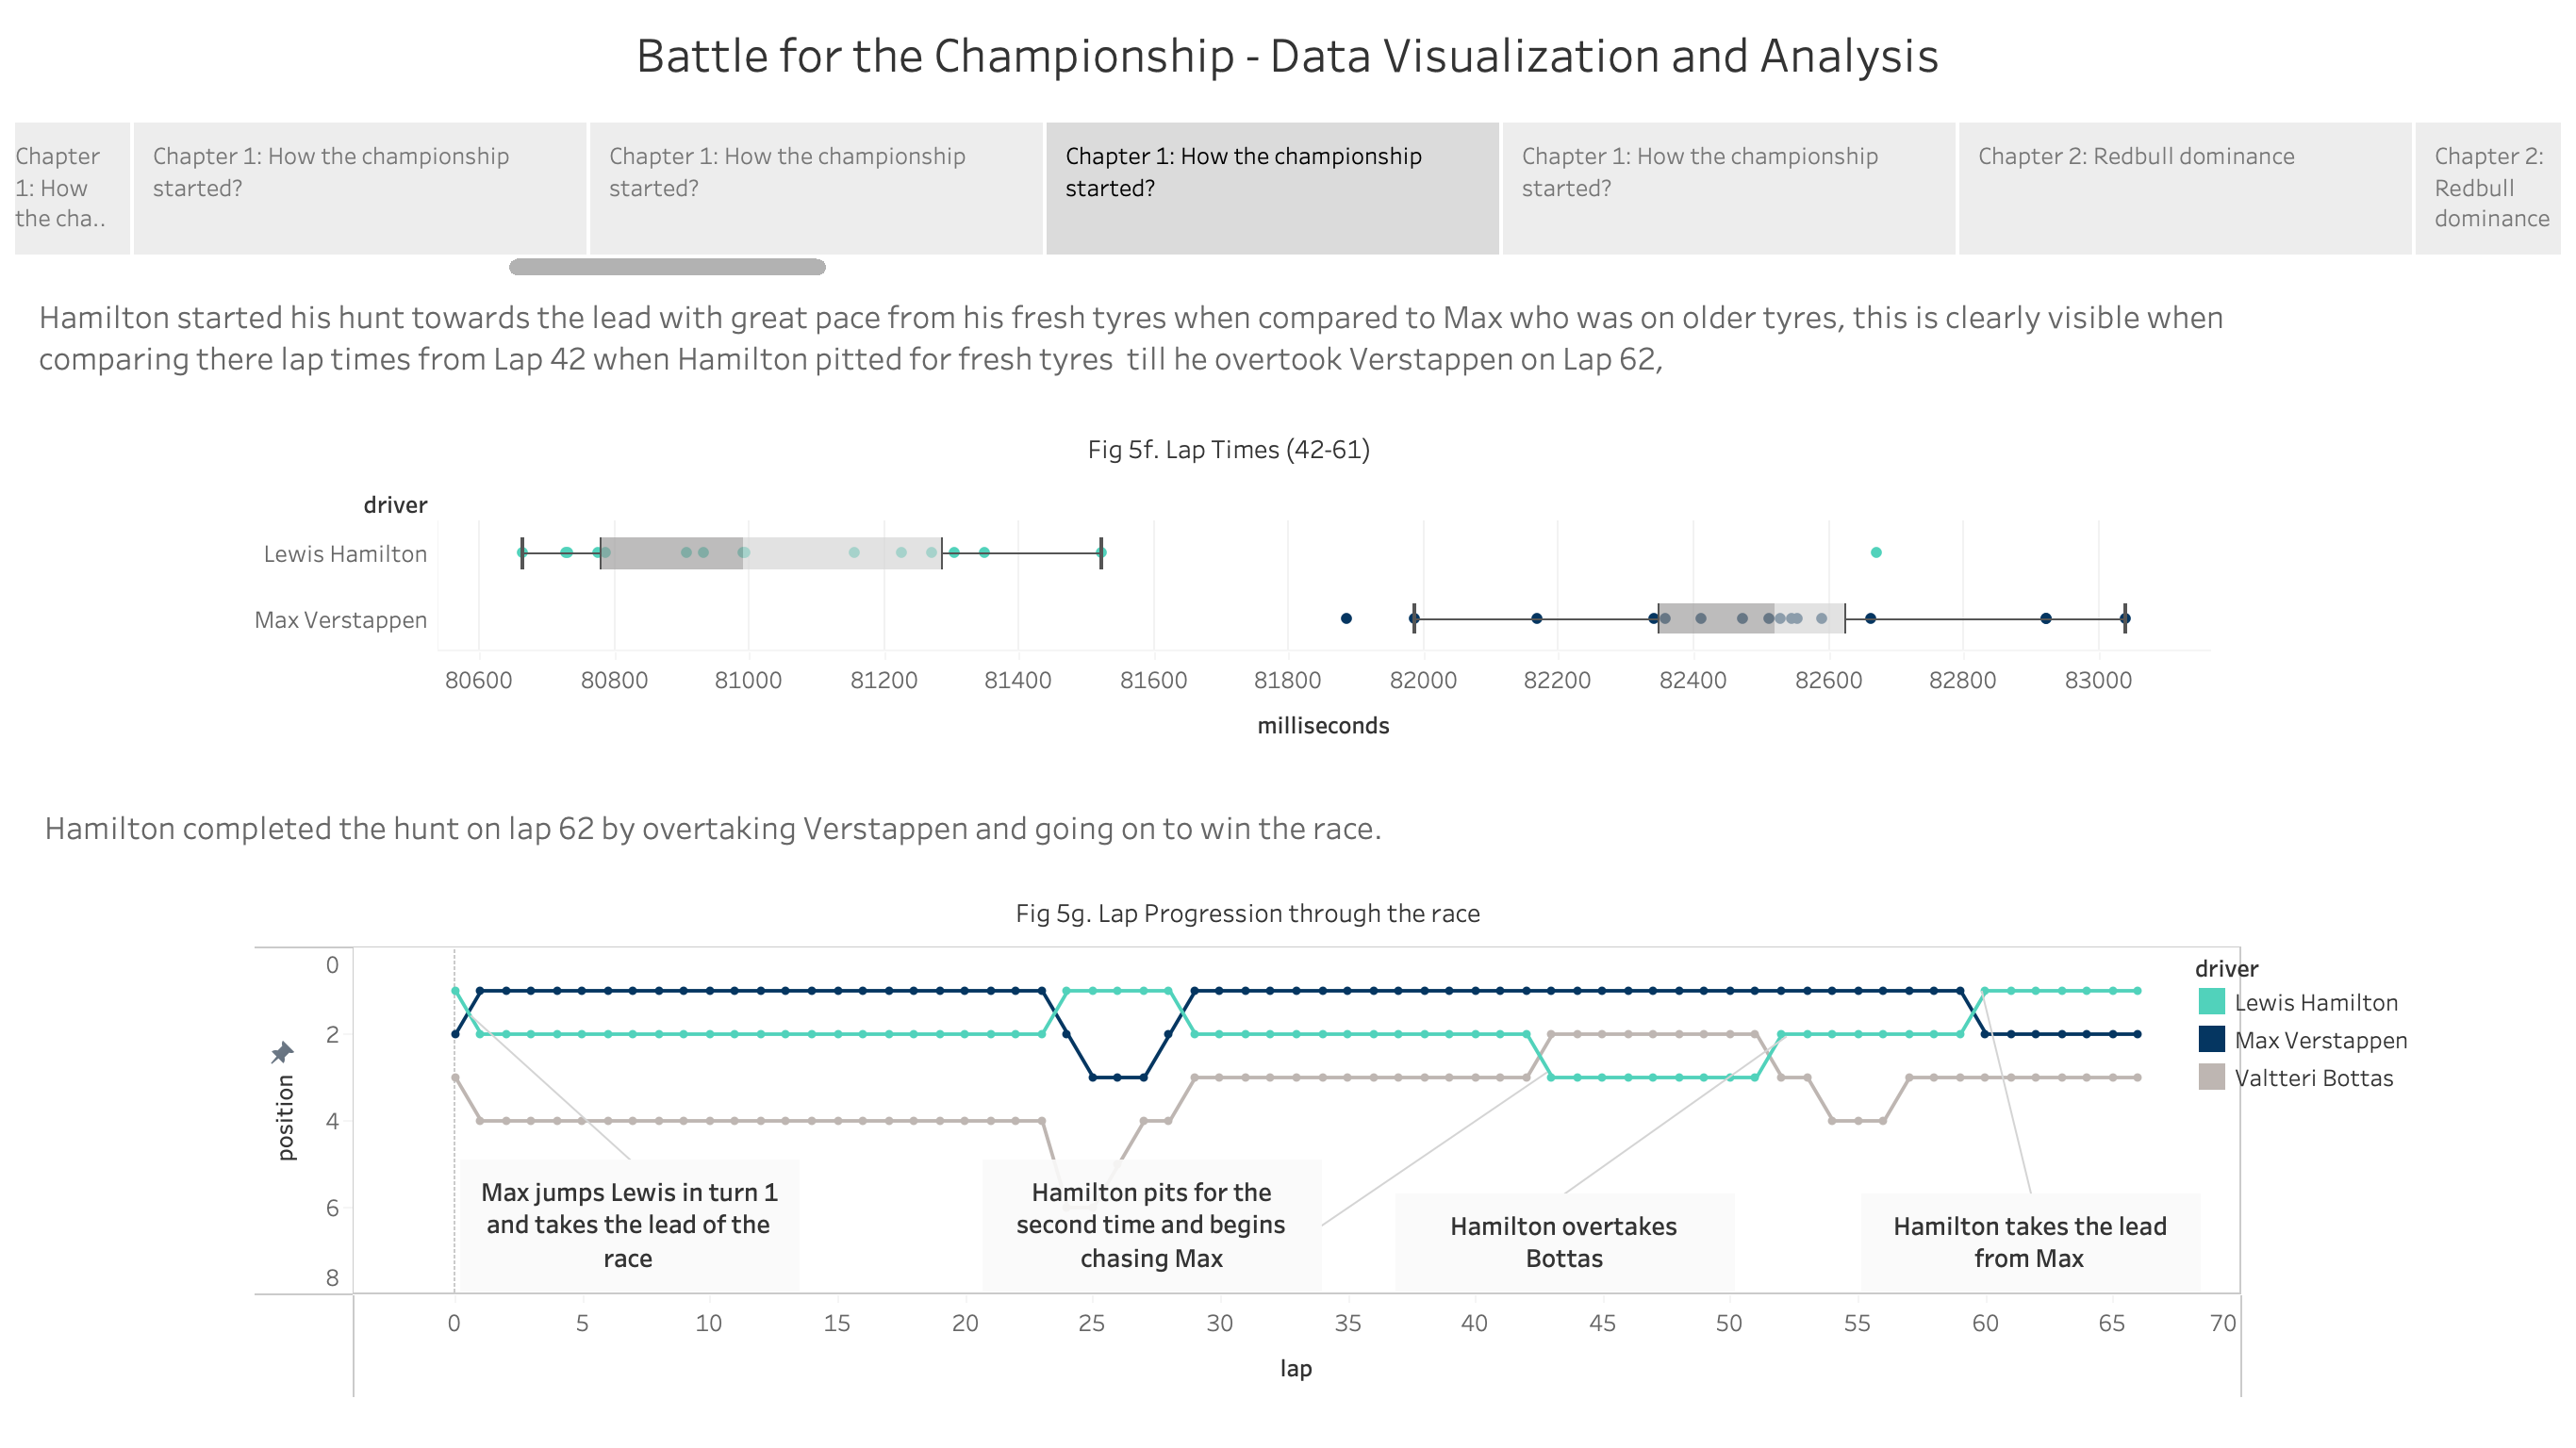 Battle for the Championship - Data Visualization and Analysis
Chapter
1: How
the cha..
Chapter 1: How the championship
started?
Chapter 1: How the championship
started?
Chapter 1: How the championship
started?
Chapter 1: How the championship
started?
Chapter 2: Redbull dominance
Chapter 2:
Redbull
dominance
Hamilton started his hunt towards the lead with great pace from his fresh tyres when compared to Max who was on older tyres, this is clearly visible when
comparing there lap times from Lap 42 when Hamilton pitted for fresh tyres  till he overtook Verstappen on Lap 62,
Fig 5f. Lap Times (42-61)
driver
Lewis Hamilton
Max Verstappen
80600 80800 81000 81200 81400 81600 81800 82000 82200 82400 82600 82800 83000
milliseconds
Hamilton completed the hunt on lap 62 by overtaking Verstappen and going on to win the race.
Fig 5g. Lap Progression through the race
position
0
2
4
6
8
driver
Lewis Hamilton
Max Verstappen
Valtteri Bottas
Max jumps Lewis in turn 1
and takes the lead of the
race
Hamilton pits for the
second time and begins
chasing Max
Hamilton overtakes
Bottas
Hamilton takes the lead
from Max
0 5 10 15 20 25 30 35 40 45 50 55 60 65 70
lap